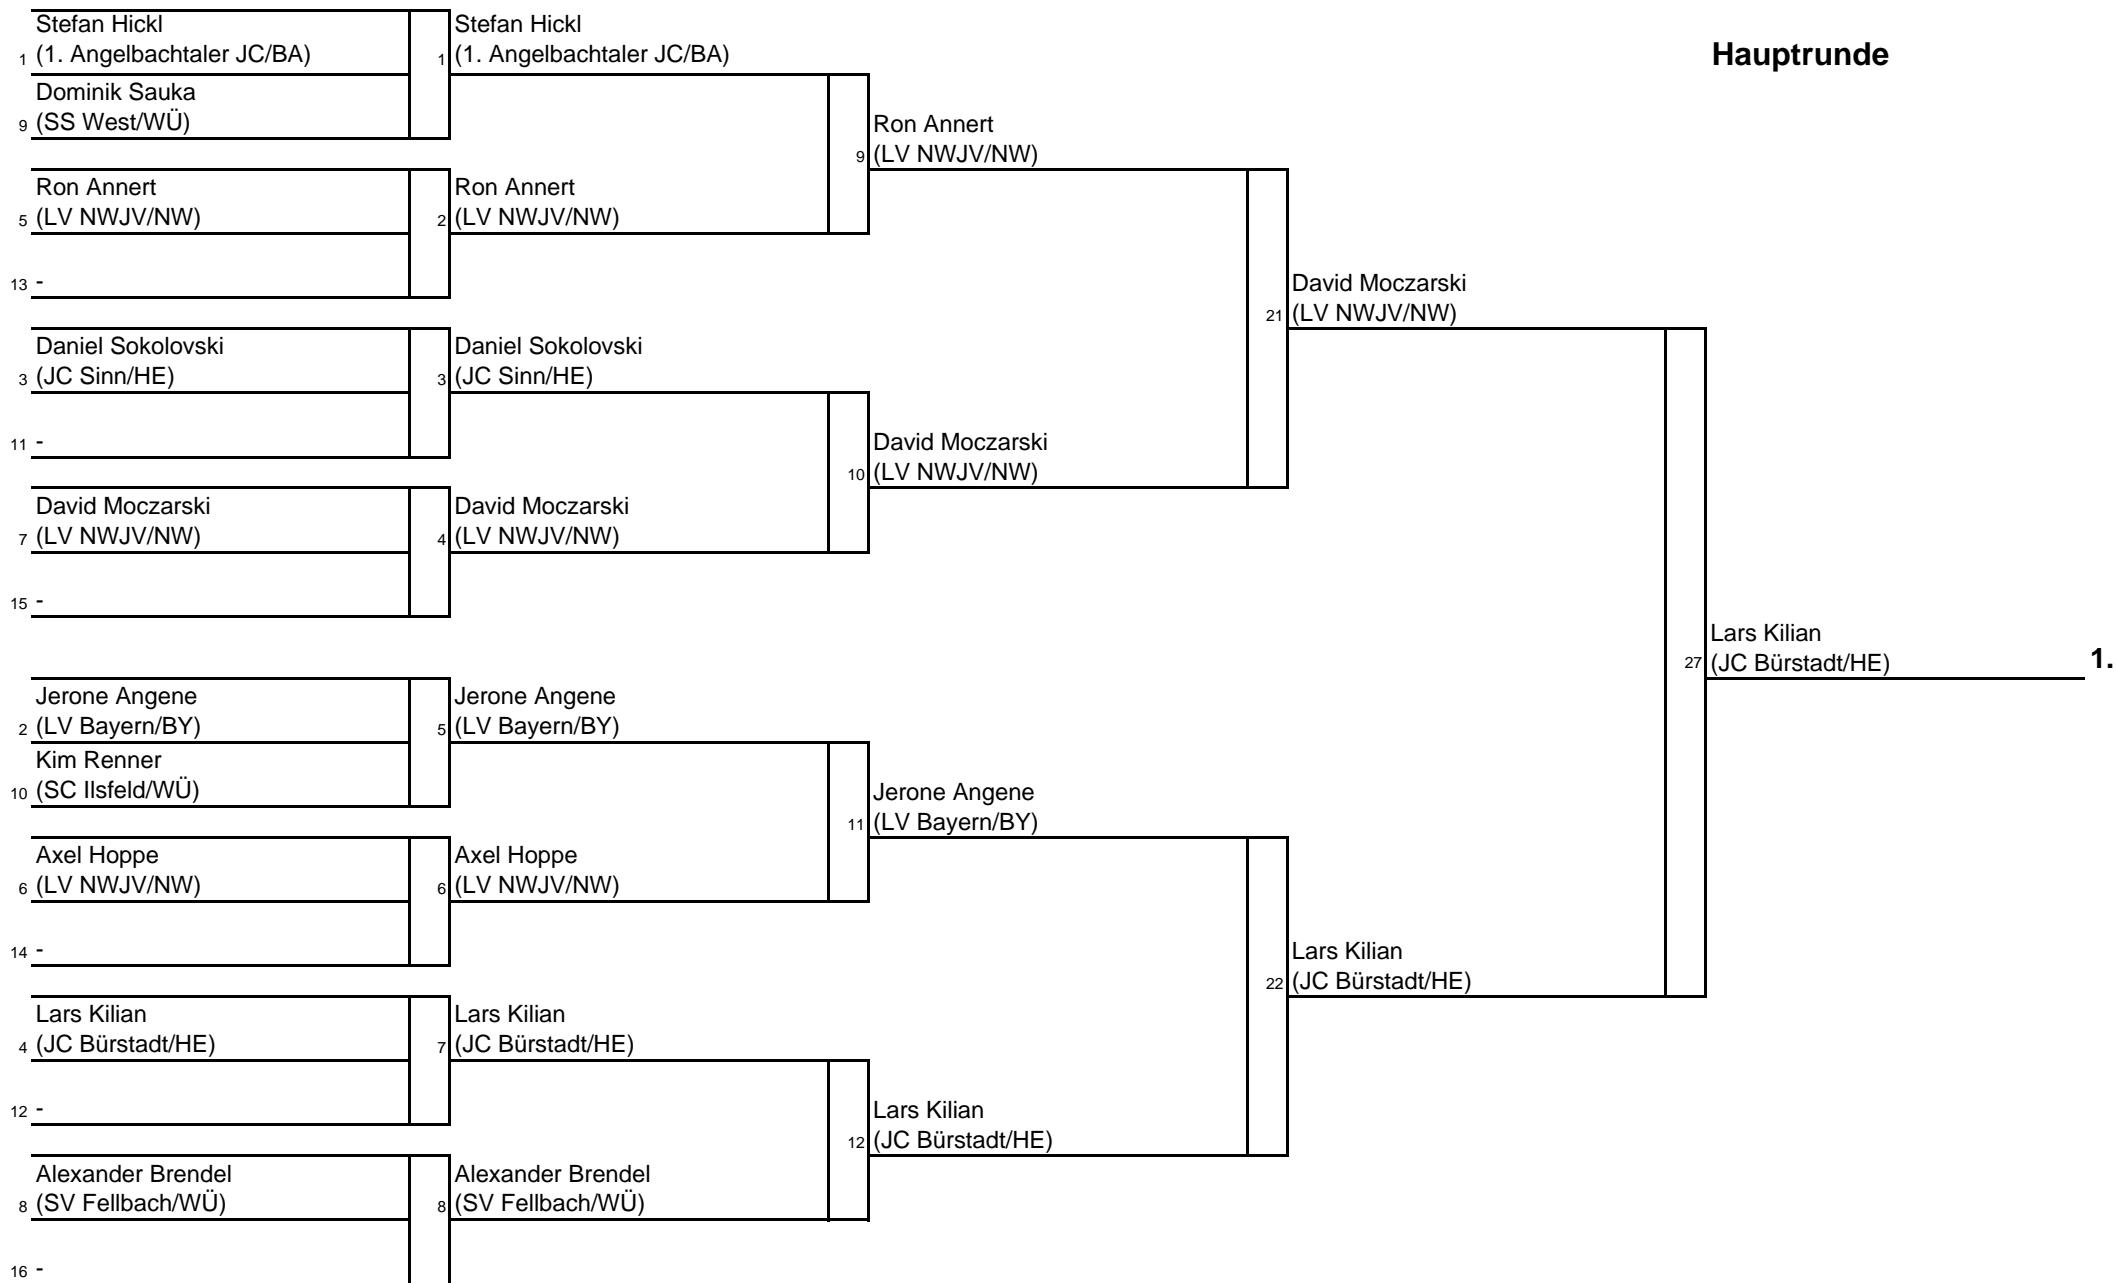 Hauptrunde
Stefan Hickl
1 (1. Angelbachtaler JC/BA)
Dominik Sauka
9 (SS West/WÜ)
Ron Annert
5 (LV NWJV/NW)
13 -
Daniel Sokolovski
3 (JC Sinn/HE)
11 -
David Moczarski
7 (LV NWJV/NW)
15 -
Jerone Angene
2 (LV Bayern/BY)
Kim Renner
10 (SC Ilsfeld/WÜ)
Axel Hoppe
6 (LV NWJV/NW)
14 -
Lars Kilian
4 (JC Bürstadt/HE)
12 -
Alexander Brendel
8 (SV Fellbach/WÜ)
16 -
Stefan Hickl
1 (1. Angelbachtaler JC/BA)
Ron Annert
2 (LV NWJV/NW)
Daniel Sokolovski
3 (JC Sinn/HE)
David Moczarski
4 (LV NWJV/NW)
Jerone Angene
5 (LV Bayern/BY)
Axel Hoppe
6 (LV NWJV/NW)
Lars Kilian
7 (JC Bürstadt/HE)
Alexander Brendel
8 (SV Fellbach/WÜ)
Ron Annert
9 (LV NWJV/NW)
David Moczarski
10 (LV NWJV/NW)
Jerone Angene
11 (LV Bayern/BY)
Lars Kilian
12 (JC Bürstadt/HE)
David Moczarski
21 (LV NWJV/NW)
Lars Kilian
22 (JC Bürstadt/HE)
Lars Kilian
27 (JC Bürstadt/HE) 1.